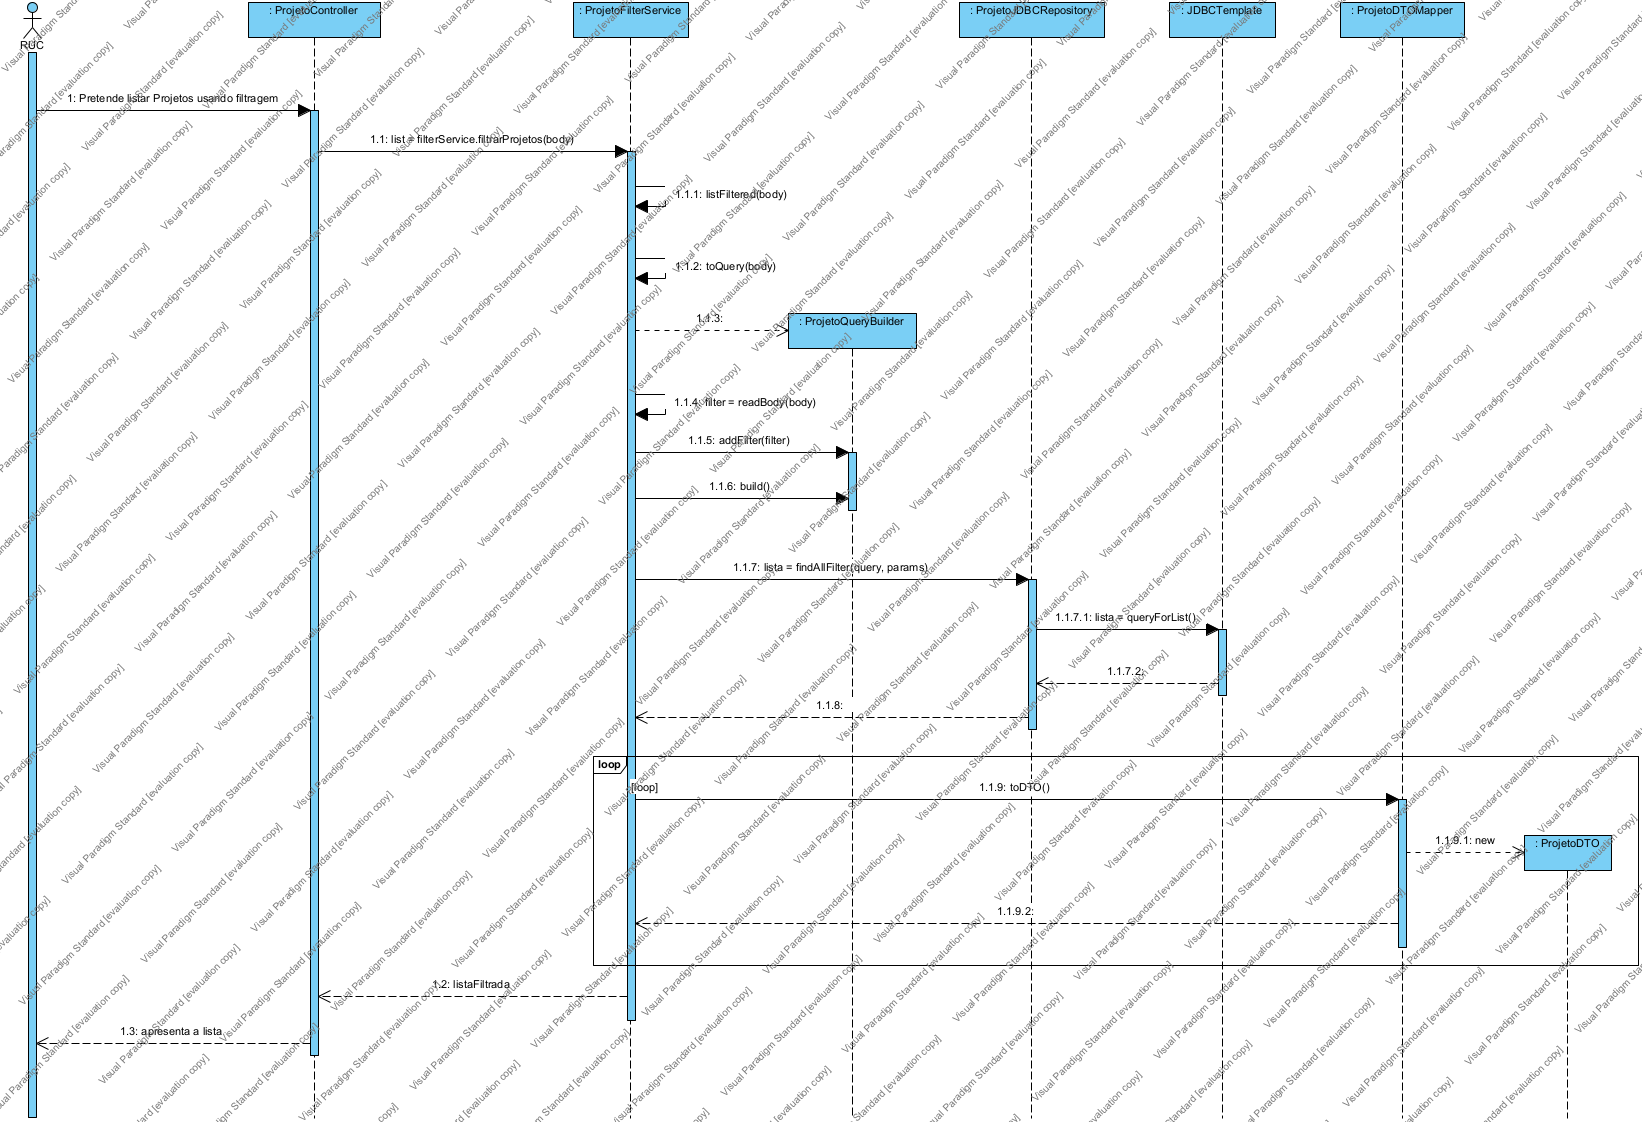 : ProjetoController
: ProjetoFilterService
: ProjetoJDBCRepository
: JDBCTemplate
: ProjetoDTOMapper
RUC
1: Pretende listar Projetos usando filtragem
1.1: list = filterService.filtrarProjetos(body)
1.1.1: listFiltered(body)
1.1.2: toQuery(body)
1.1.3:
: ProjetoQueryBuilder
1.1.4: filter = readBody(body)
1.1.5: addFilter(filter)
1.1.6: build()
1.1.7: lista = findAllFilter(query, params)
1.1.7.1: lista = queryForList()
1.1.7.2:
1.1.8:
loop
[loop]
1.1.9: toDTO()
1.1.9.1: new
: ProjetoDTO
1.1.9.2:
1.2: listaFiltrada
1.3: apresenta a lista
Visual Paradigm Standard [evaluation copy]